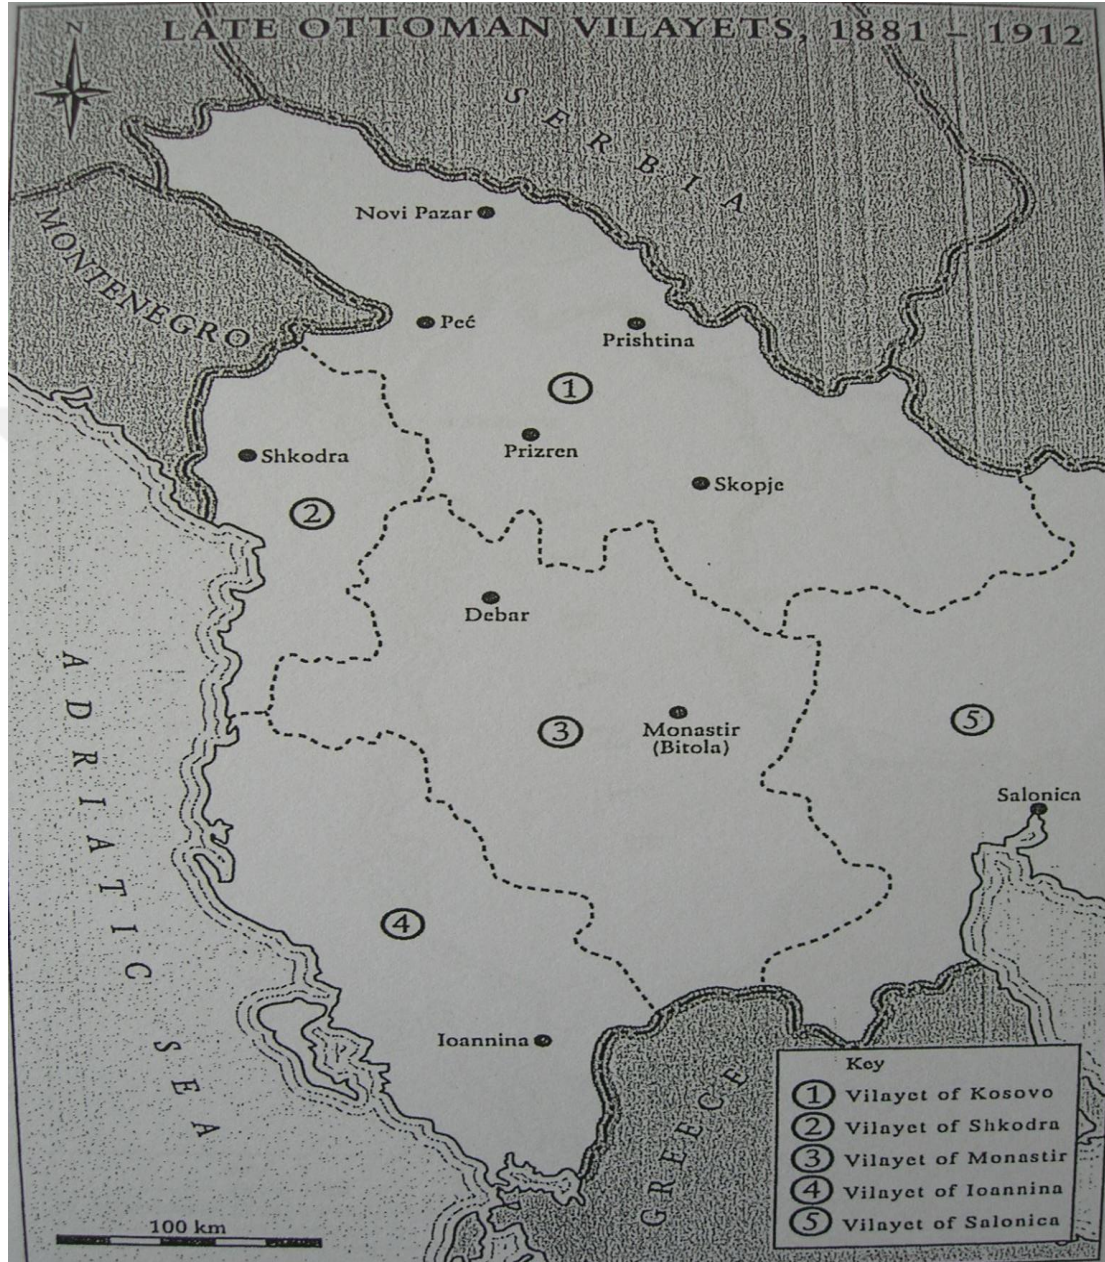 LATE OTTOMAN VILAYETS, 1881 – 1912
N
SERBIA
MONTENEGRO
Novi Pazar
Peć
Prishtina
1
Prizren
Shkodra
Skopje
2
Debar
ADRIATIC SEA
3
Monastir
(Bitola)
5
Salonica
4
Ioannina
GREECE
Key
1 Vilayet of Kosovo
2 Vilayet of Shkodra
3 Vilayet of Monastir
4 Vilayet of Ioannina
5 Vilayet of Salonica
100 km